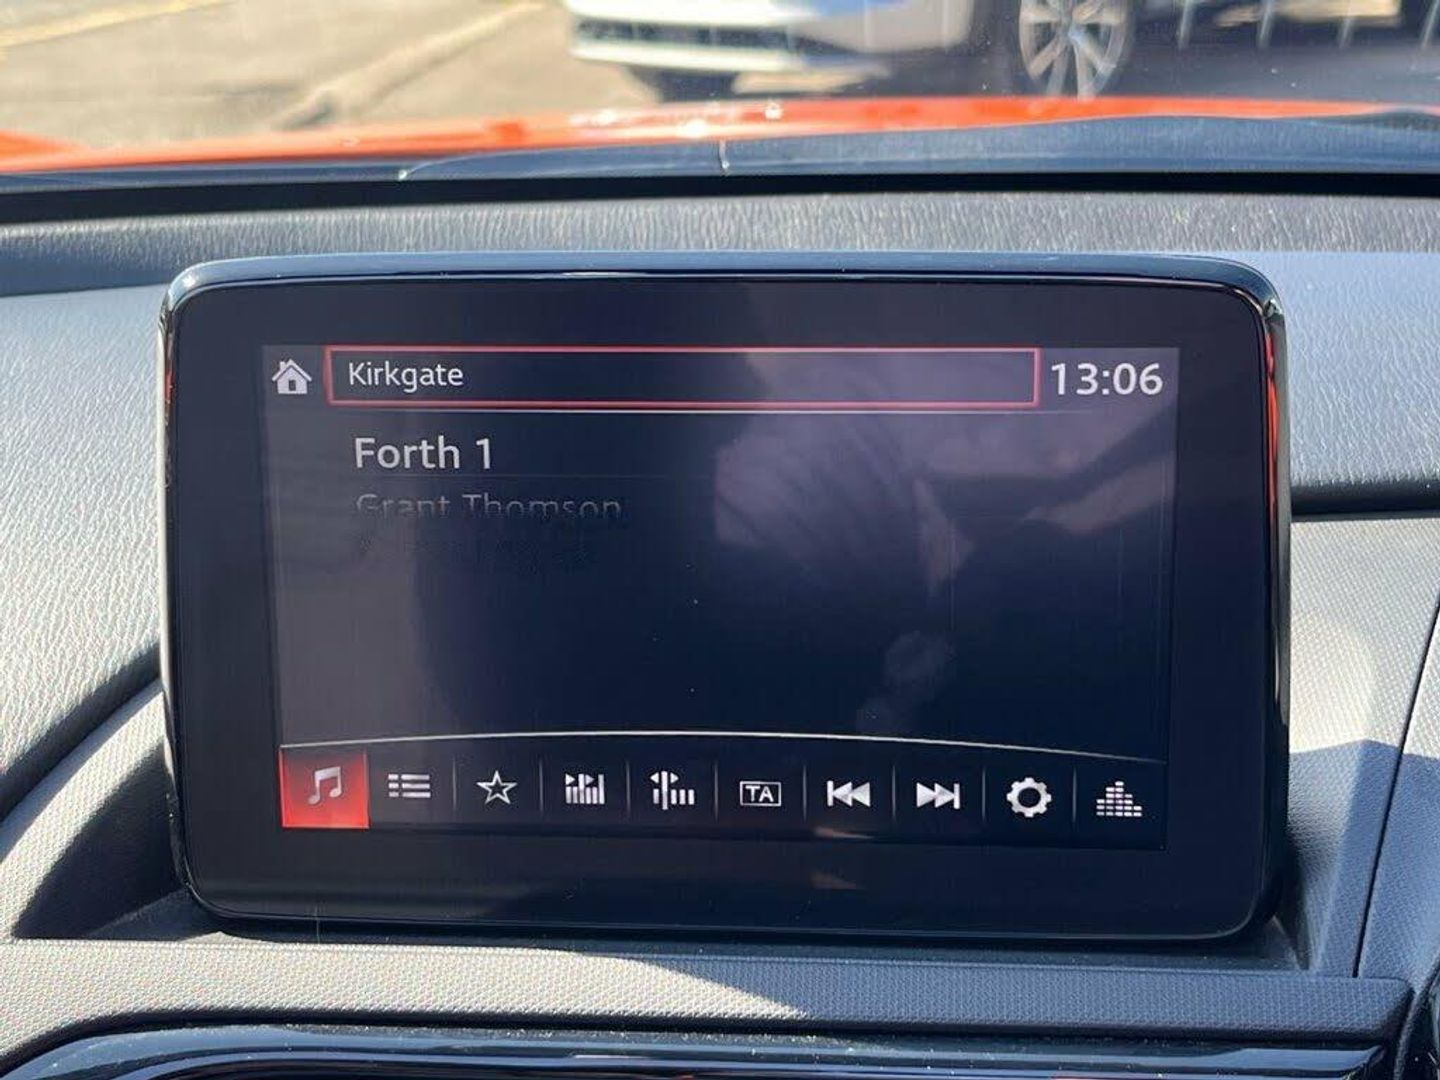 Kirkgate
13:06
Forth 1
Grant Thomson
TA